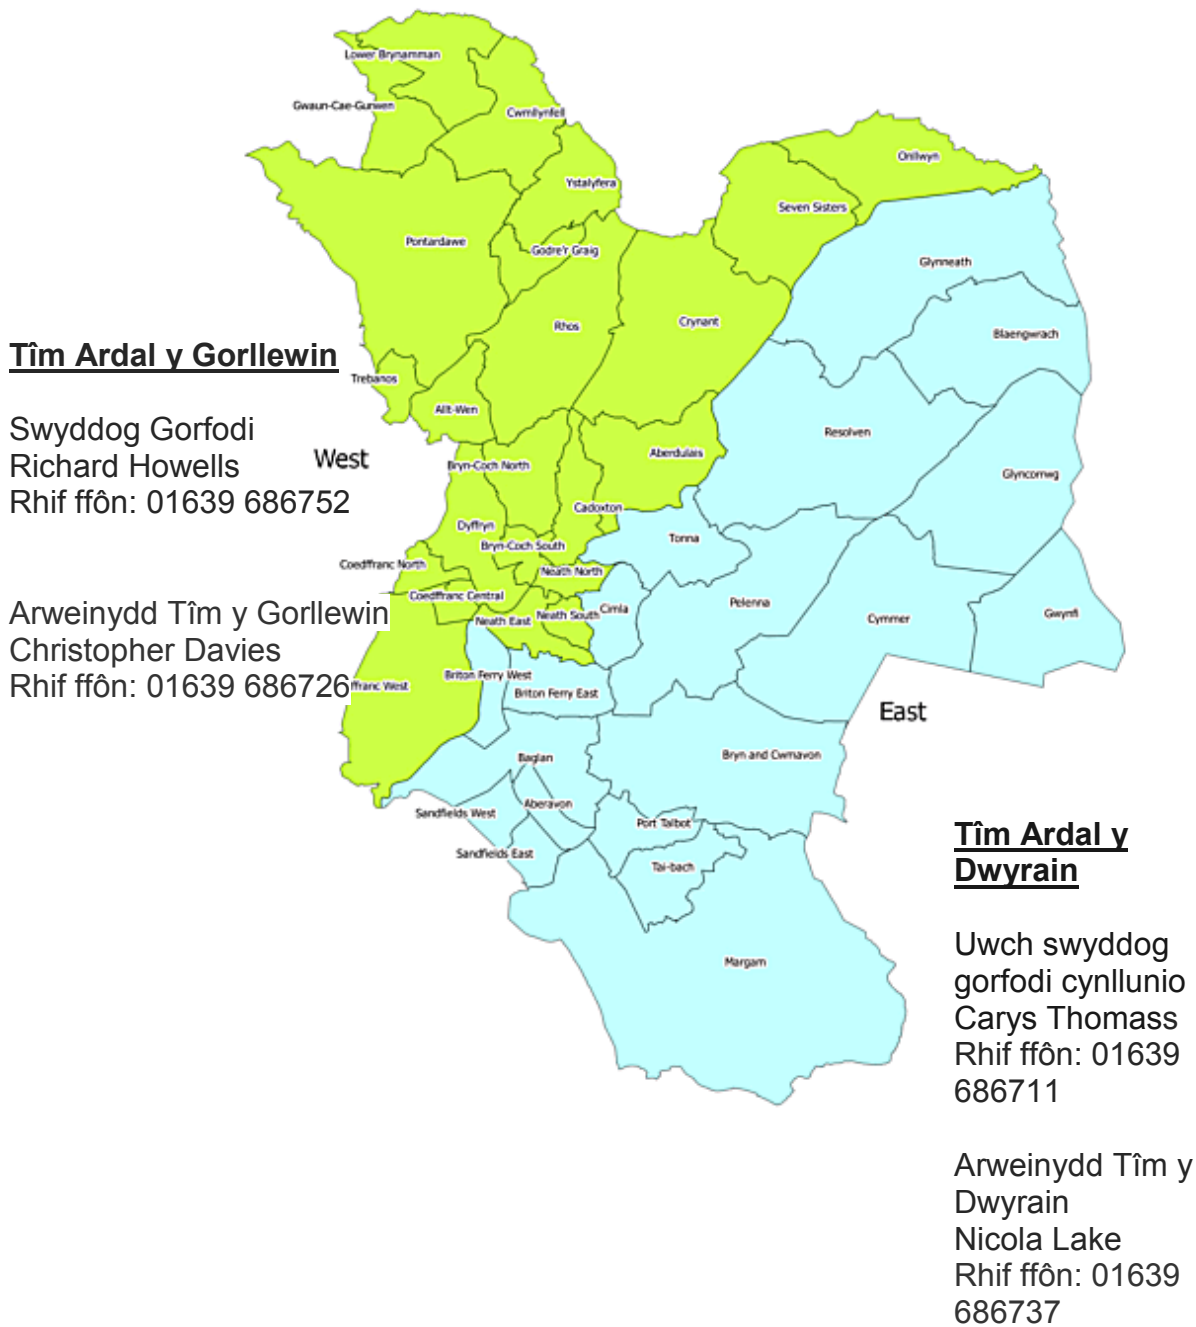 Lower Brynamman
Gwaun-Cae-Gurwen
Cwmllynfell
Onllwyn
Ystalyfera
Seven Sisters
Pontardawe
Godre'r Graig
Glynneath
Rhos
Crynant
Blaengwrach
Tîm Ardal y Gorllewin
Trebanos
Allt-Wen
Swyddog Gorfodi
Richard Howells
Rhif ffôn: 01639 686752
West
Resolven
Aberdulais
Bryn-Coch North
Glyncorrwg
Cadoxton
Dyffryn
Tonna
Bryn-Coch South
Coedffranc North
Neath North
Coedffranc Central
Arweinydd Tîm y Gorllewin
Christopher Davies
Rhif ffôn: 01639 686726
Neath East
Neath South
Cimla
Pelenna
Cymmer
Gwynfi
Briton Ferry West
ffranc West
Briton Ferry East
East
Bryn and Cwmavon
Baglan
Sandfields West
Aberavon
Port Talbot
Sandfields East
Tai-bach
Margam
Tîm Ardal y
Dwyrain
Uwch swyddog
gorfodi cynllunio
Carys Thomass
Rhif ffôn: 01639
686711
Arweinydd Tîm y
Dwyrain
Nicola Lake
Rhif ffôn: 01639
686737